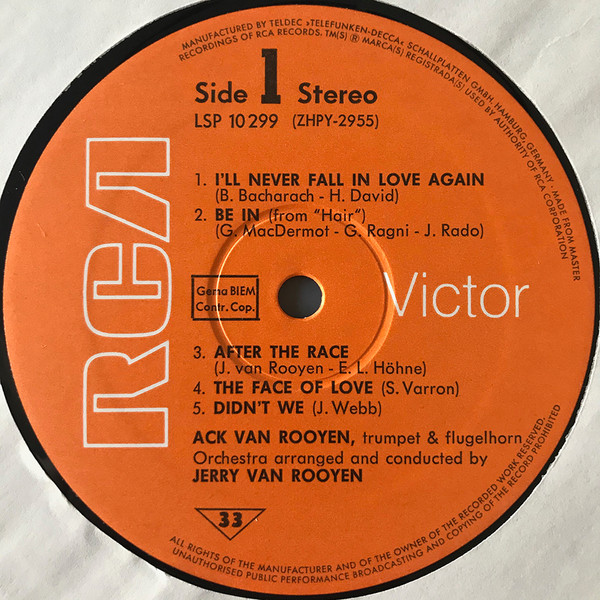 MANUFACTURED BY TELDEC »TELEFUNKEN-DECCA« SCHALLPLATTEN GMBH, HAMBURG, GERMANY · MADE FROM MASTER
RECORDINGS OF RCA RECORDS. TM(S) ® MARCA(S) REGISTRADA(S) USED BY AUTHORITY OF RCA CORPORATION
Side 1 Stereo
LSP 10 299 (ZHPY-2955)
1. I'LL NEVER FALL IN LOVE AGAIN
(B. Bacharach - H. David)
2. BE IN (from "Hair")
(G. MacDermot - G. Ragni - J. Rado)
RCA
Gema BIEM
Contr. Cop.
Victor
3. AFTER THE RACE
(J. van Rooyen - E. L. Höhne)
4. THE FACE OF LOVE (S. Varron)
5. DIDN'T WE (J. Webb)
ACK VAN ROOYEN, trumpet & flugelhorn
Orchestra arranged and conducted by
JERRY VAN ROOYEN
33
ALL RIGHTS OF THE MANUFACTURER AND OF THE OWNER OF THE RECORDED WORK RESERVED.
UNAUTHORISED PUBLIC PERFORMANCE BROADCASTING AND COPYING OF THE RECORD PROHIBITED